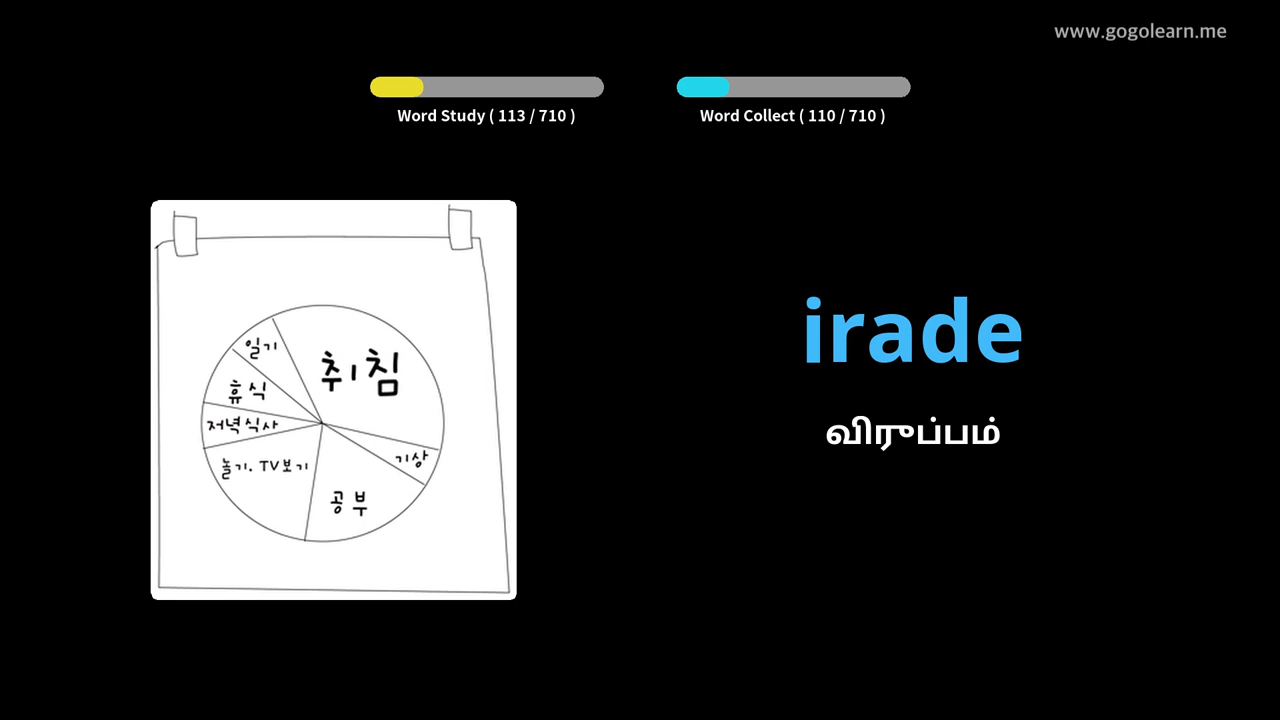 www.gogolearn.me
Word Study ( 113 / 710 )
Word Collect ( 110 / 710 )
일기
취침
휴식
저녁식사
놀기. TV보기
기상
공부
irade
விருப்பம்